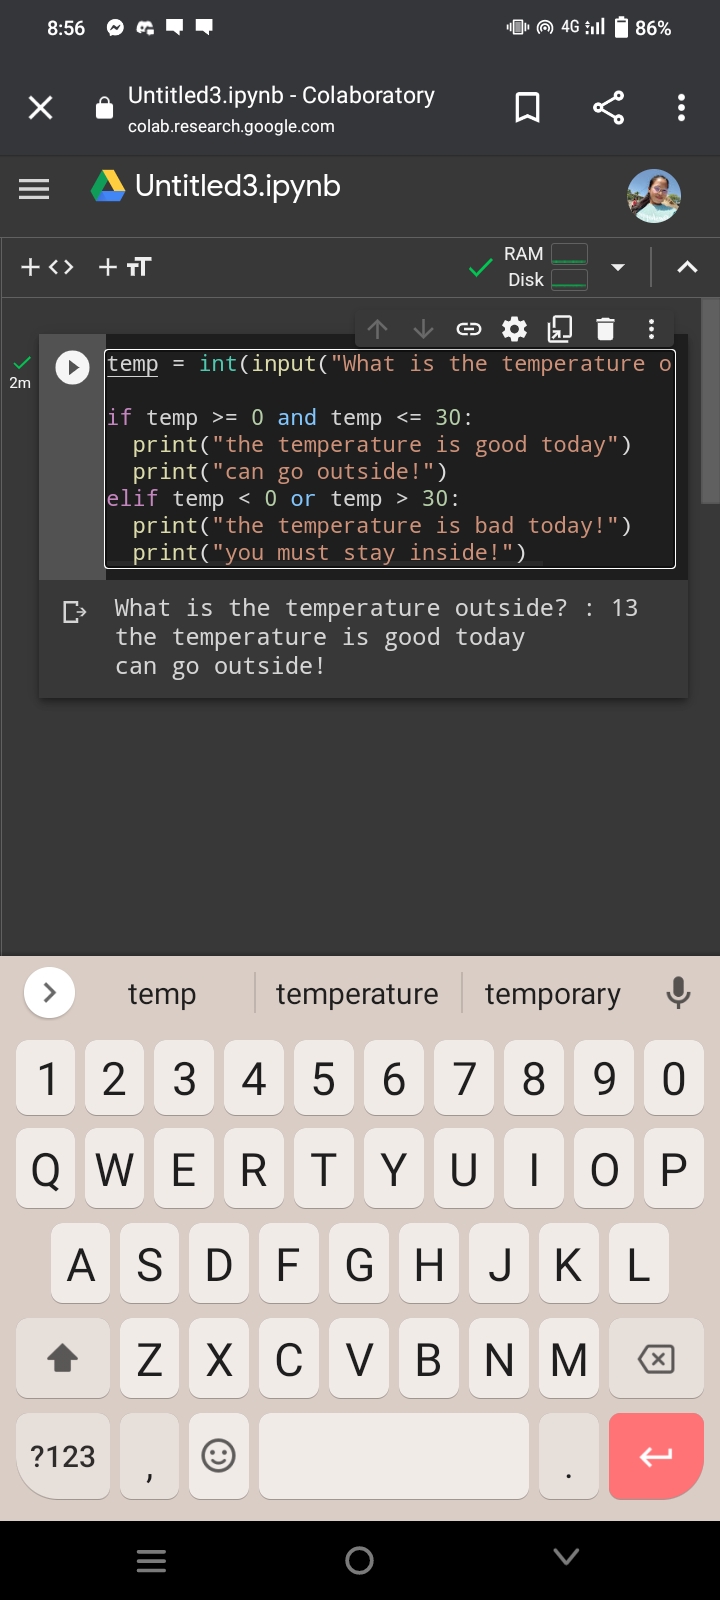 8:56 4G 86%
Untitled3.ipynb - Colaboratory
colab.research.google.com
Untitled3.ipynb
+ <> + TT RAM
Disk
2m
temp = int(input("What is the temperature o
if temp >= 0 and temp <= 30:
print("the temperature is good today")
print("can go outside!")
elif temp < 0 or temp > 30:
print("the temperature is bad today!")
print("you must stay inside!")
What is the temperature outside? : 13
the temperature is good today
can go outside!
temp temperature temporary
1 2 3 4 5 6 7 8 9 0
Q W E R T Y U I O P
A S D F G H J K L
Z X C V B N M
?123 , .